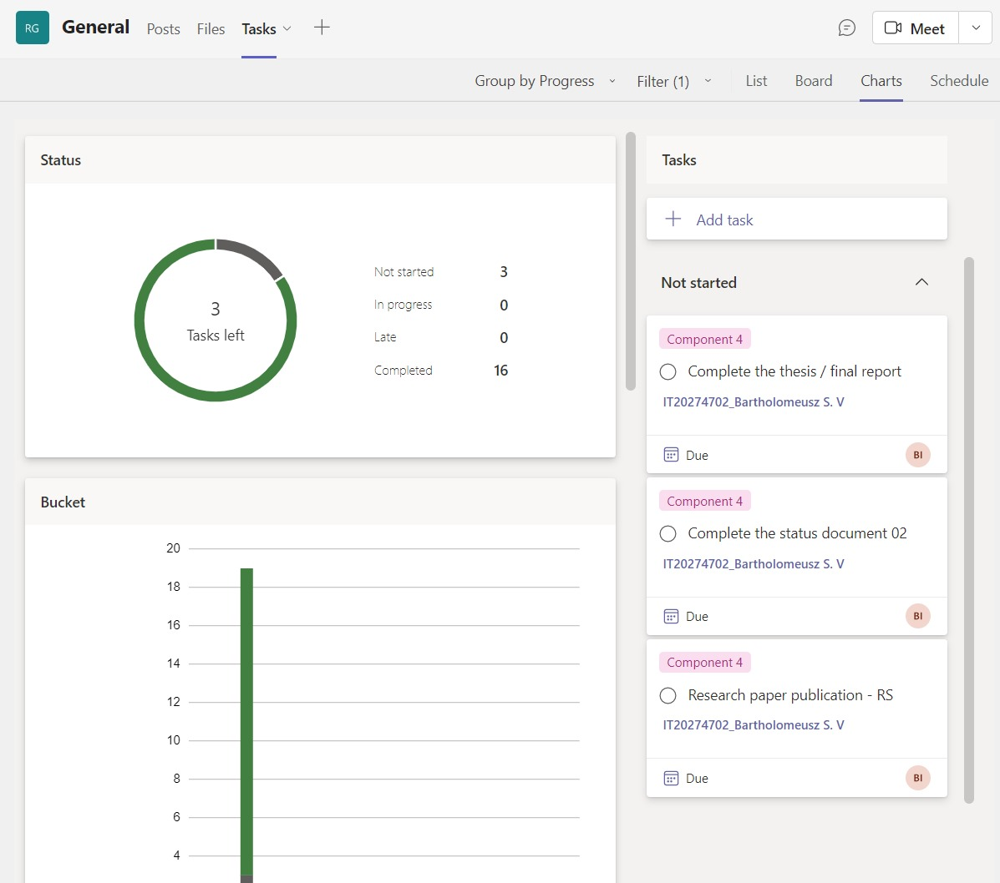 RG General Posts Files Tasks Meet
Group by Progress Filter (1) List Board Charts Schedule
Status
3
Tasks left
Not started 3
In progress 0
Late 0
Completed 16
Bucket
20
18
16
14
12
10
8
6
4
Tasks
Add task
Not started
Component 4
Complete the thesis / final report
IT20274702_Bartholomeusz S. V
Due BI
Component 4
Complete the status document 02
IT20274702_Bartholomeusz S. V
Due BI
Component 4
Research paper publication - RS
IT20274702_Bartholomeusz S. V
Due BI